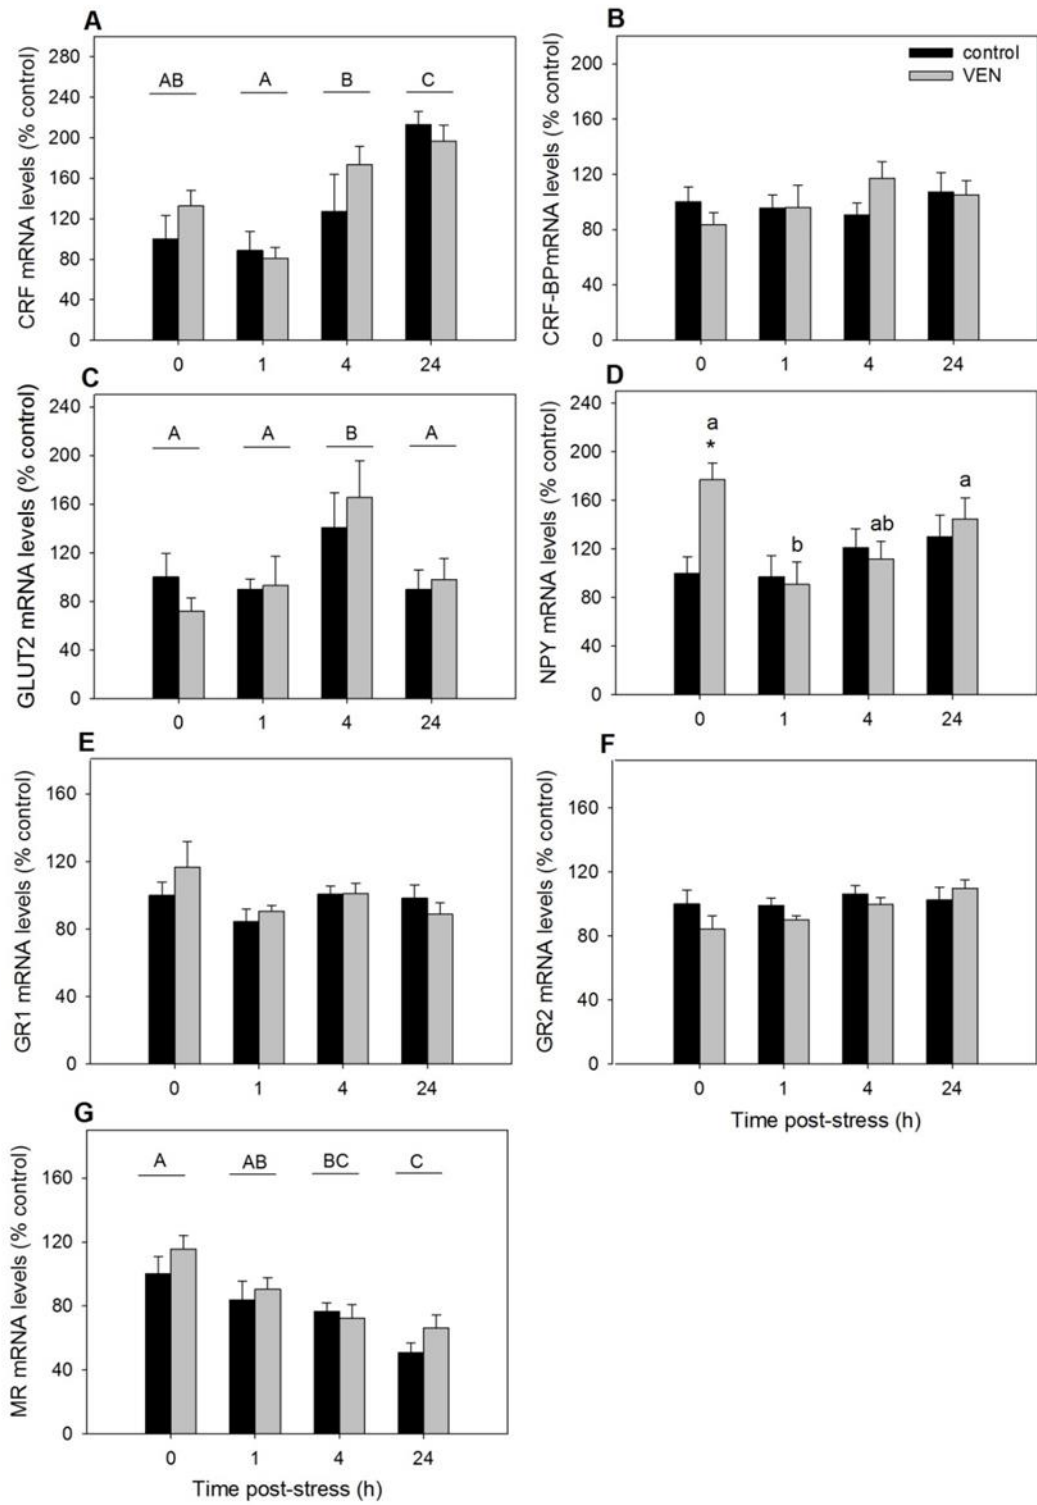 A
CRF mRNA levels (% control)
280
240
200
160
120
80
40
0
AB A B C
0 1 4 24
B
CRF-BPmRNA levels (% control)
200
160
120
80
40
0
control
VEN
0 1 4 24
C
GLUT2 mRNA levels (% control)
240
200
160
120
80
40
0
A A B A
0 1 4 24
D
NPY mRNA levels (% control)
240
200
160
120
80
40
0
a
*
b
ab
a
0 1 4 24
E
GR1 mRNA levels (% control)
160
120
80
40
0
0 1 4 24
F
GR2 mRNA levels (% control)
160
120
80
40
0
0 1 4 24
Time post-stress (h)
G
MR mRNA levels (% control)
160
120
80
40
0
A AB BC C
0 1 4 24
Time post-stress (h)